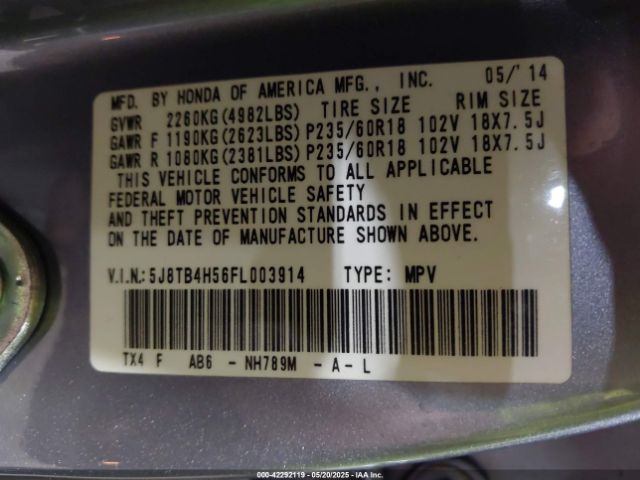 MFD. BY HONDA OF AMERICA MFG., INC. 05/'14
GVWR 2260KG(4982LBS) TIRE SIZE RIM SIZE
GAWR F 1190KG(2623LBS) P235/60R18 102V 18X7.5J
GAWR R 1080KG(2381LBS) P235/60R18 102V 18X7.5J
THIS VEHICLE CONFORMS TO ALL APPLICABLE
FEDERAL MOTOR VEHICLE SAFETY
AND THEFT PREVENTION STANDARDS IN EFFECT
ON THE DATE OF MANUFACTURE SHOWN ABOVE.
V.I.N.: 5J8TB4H56FL003914 TYPE: MPV
TX4 F AB6 - NH789M - A - L
000-42292119 | 05/20/2025 — © IAA Inc.